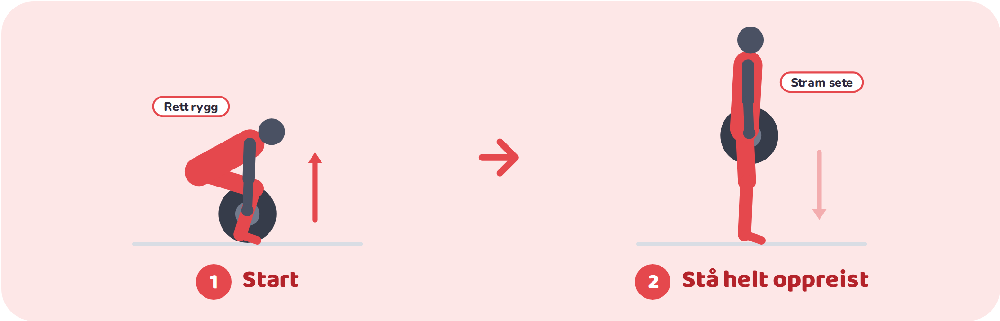 Rett rygg
Stram sete
1 Start
2 Stå helt oppreist